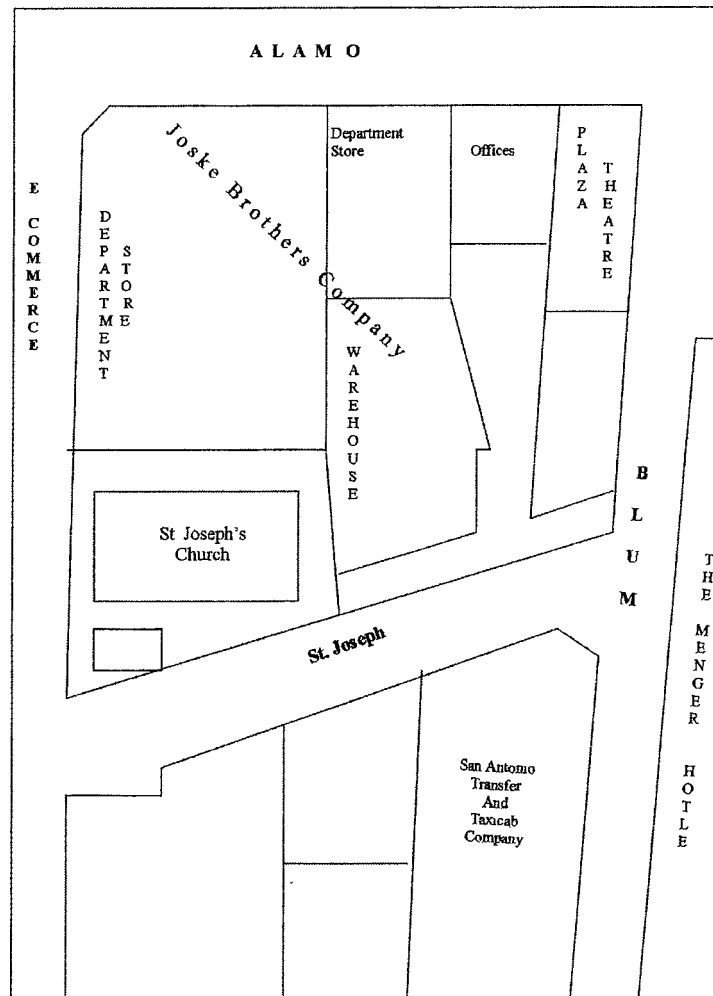 ALAMO
Joske Brothers Company
Department
Store
Offices
PLAZA
THEATRE
E COMMERCE
DEPARTMENT
STORE
WAREHOUSE
St Joseph's
Church
BLUM
THE MENGER HOTLE
St. Joseph
San Antonio
Transfer
And
Taxicab
Company